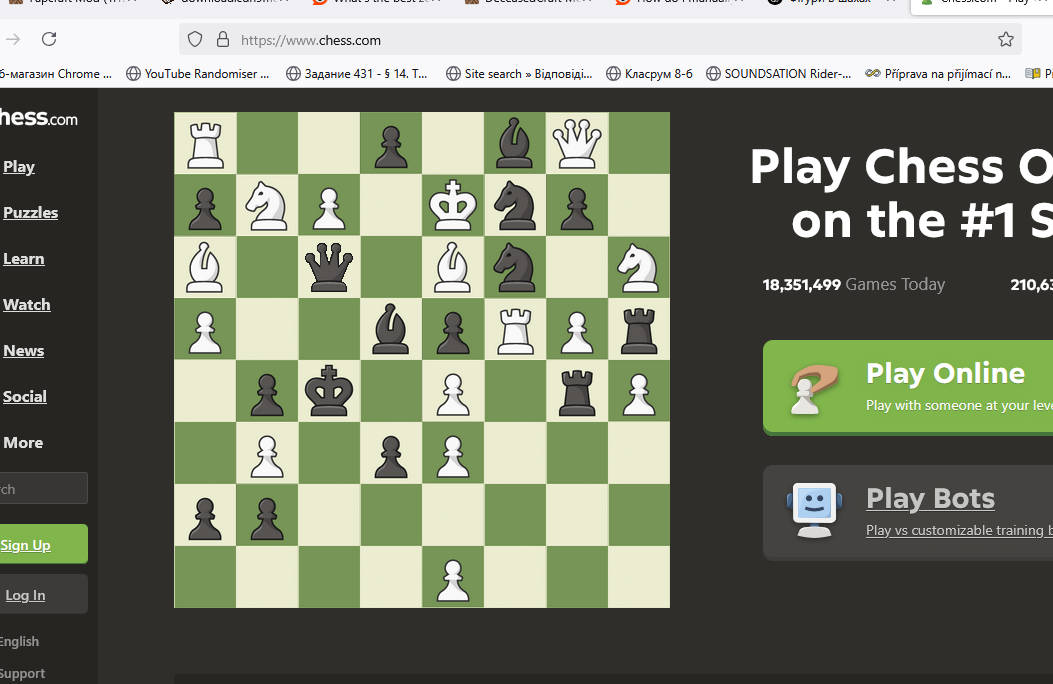 https://www.chess.com
б-магазин Chrome ... YouTube Randomiser ... Задание 431 - § 14. Т... Site search » Відповіді... Класрум 8-б SOUNDSATION Rider-... Příprava na přijímací n...
hess.com
Play
Puzzles
Learn
Watch
News
Social
More
rch
Sign Up
Log In
English
Support
Play Chess O
on the #1 S
18,351,499 Games Today 210,63
Play Online
Play with someone at your leve
Play Bots
Play vs customizable training b